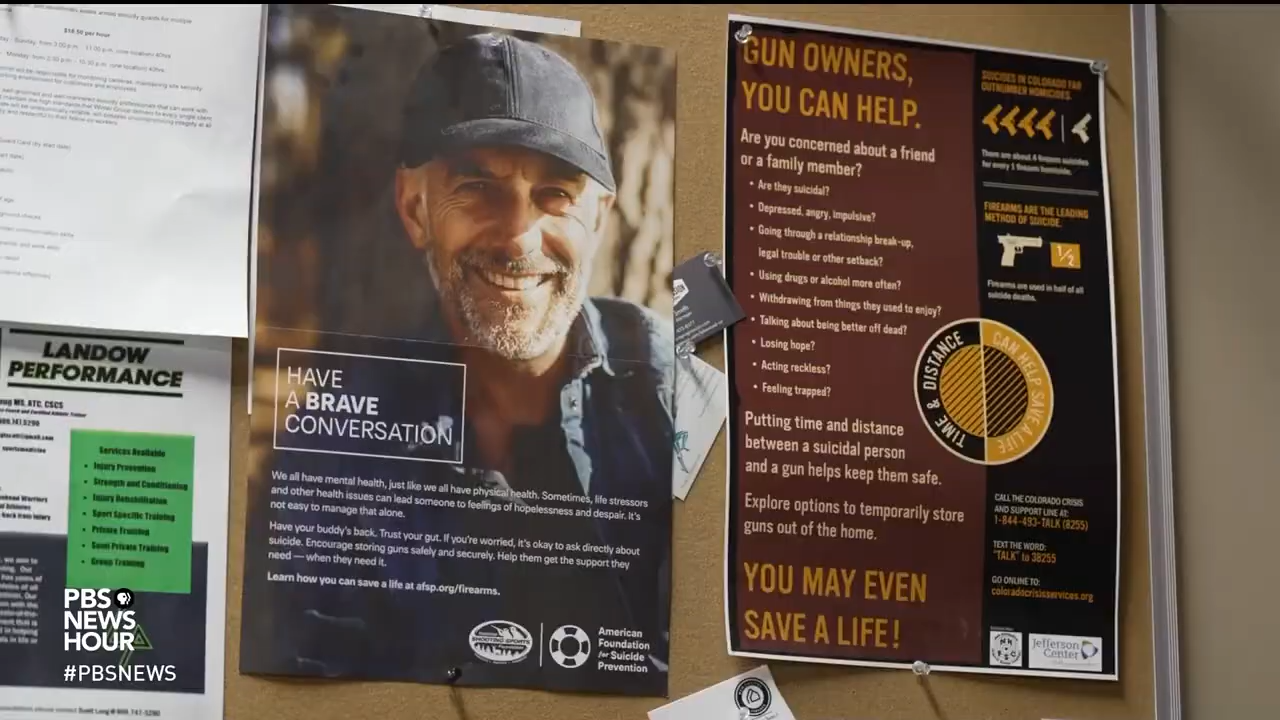 $18.50 per hour
LANDOW
PERFORMANCE
Services Available
• Injury Prevention
• Strength and Conditioning
• Injury Rehabilitation
• Sport Specific Training
• Private Training
• Semi Private Training
• Group Training
HAVE
A BRAVE
CONVERSATION
We all have mental health, just like we all have physical health. Sometimes, life stressors
and other health issues can lead someone to feelings of hopelessness and despair. It's
not easy to manage that alone.
Have your buddy's back. Trust your gut. If you're worried, it's okay to ask directly about
suicide. Encourage storing guns safely and securely. Help them get the support they
need — when they need it.
Learn how you can save a life at afsp.org/firearms.
SHOOTING SPORTS
American
Foundation
for Suicide
Prevention
GUN OWNERS,
YOU CAN HELP.
Are you concerned about a friend
or a family member?
• Are they suicidal?
• Depressed, angry, impulsive?
• Going through a relationship break-up,
legal trouble or other setback?
• Using drugs or alcohol more often?
• Withdrawing from things they used to enjoy?
• Talking about being better off dead?
• Losing hope?
• Acting reckless?
• Feeling trapped?
Putting time and distance
between a suicidal person
and a gun helps keep them safe.
Explore options to temporarily store
guns out of the home.
YOU MAY EVEN
SAVE A LIFE!
SUICIDES IN COLORADO FAR
OUTNUMBER HOMICIDES.
There are about 4 firearm suicides
for every 1 firearm homicide.
FIREARMS ARE THE LEADING
METHOD OF SUICIDE.
1/2
Firearms are used in half of all
suicide deaths.
TIME & DISTANCE
CAN HELP SAVE A LIFE
CALL THE COLORADO CRISIS
AND SUPPORT LINE AT:
1-844-493-TALK (8255)
TEXT THE WORD:
"TALK" to 38255
GO ONLINE TO:
coloradocrisisservices.org
Jefferson
Center
PBS
NEWS
HOUR
#PBSNEWS